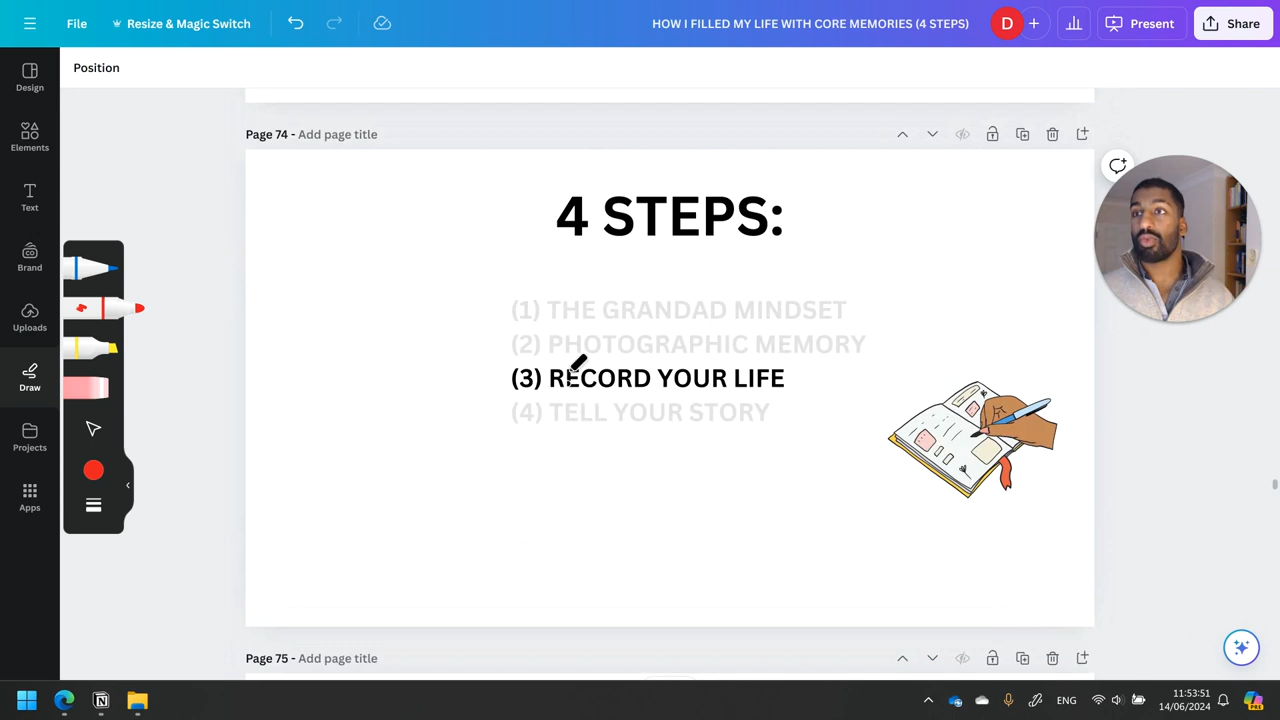 File
Resize & Magic Switch
HOW I FILLED MY LIFE WITH CORE MEMORIES (4 STEPS)
D
Present
Share
Position
Design
Elements
Text
Brand
Uploads
Draw
Projects
Apps
Page 74 - Add page title
4 STEPS:
(1) THE GRANDAD MINDSET
(2) PHOTOGRAPHIC MEMORY
(3) RECORD YOUR LIFE
(4) TELL YOUR STORY
Page 75 - Add page title
ENG
11:53:51
14/06/2024
PRE